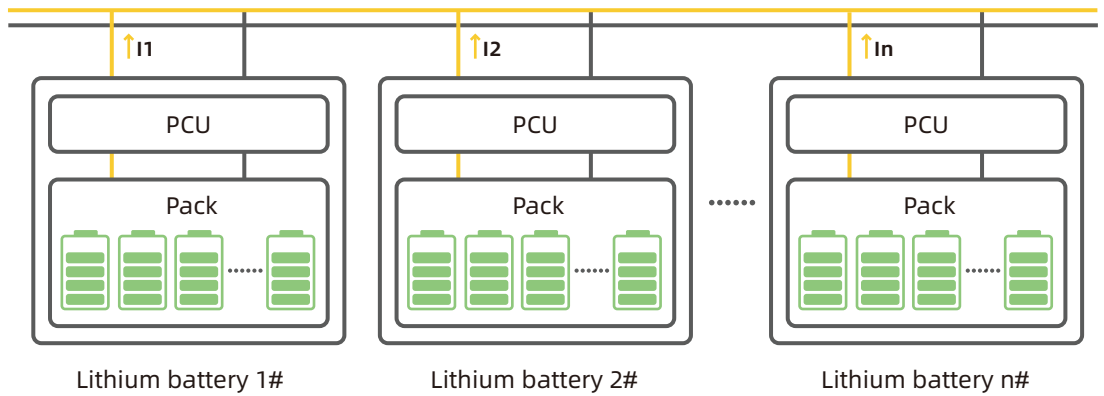 I1
I2
In
PCU
PCU
PCU
Pack
Pack
Pack
Lithium battery 1#
Lithium battery 2#
Lithium battery n#